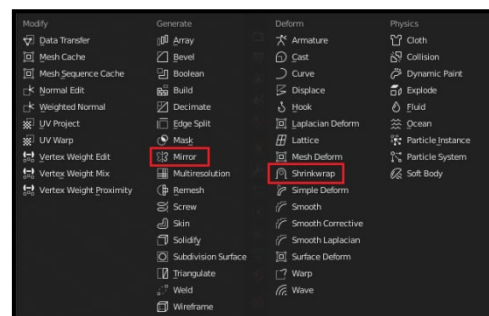 Modify
Data Transfer
Mesh Cache
Mesh Sequence Cache
Normal Edit
Weighted Normal
UV Project
UV Warp
Vertex Weight Edit
Vertex Weight Mix
Vertex Weight Proximity
Generate
Array
Bevel
Boolean
Build
Decimate
Edge Split
Mask
Mirror
Multiresolution
Remesh
Screw
Skin
Solidify
Subdivision Surface
Triangulate
Weld
Wireframe
Deform
Armature
Cast
Curve
Displace
Hook
Laplacian Deform
Lattice
Mesh Deform
Shrinkwrap
Simple Deform
Smooth
Smooth Corrective
Smooth Laplacian
Surface Deform
Warp
Wave
Physics
Cloth
Collision
Dynamic Paint
Explode
Fluid
Ocean
Particle Instance
Particle System
Soft Body